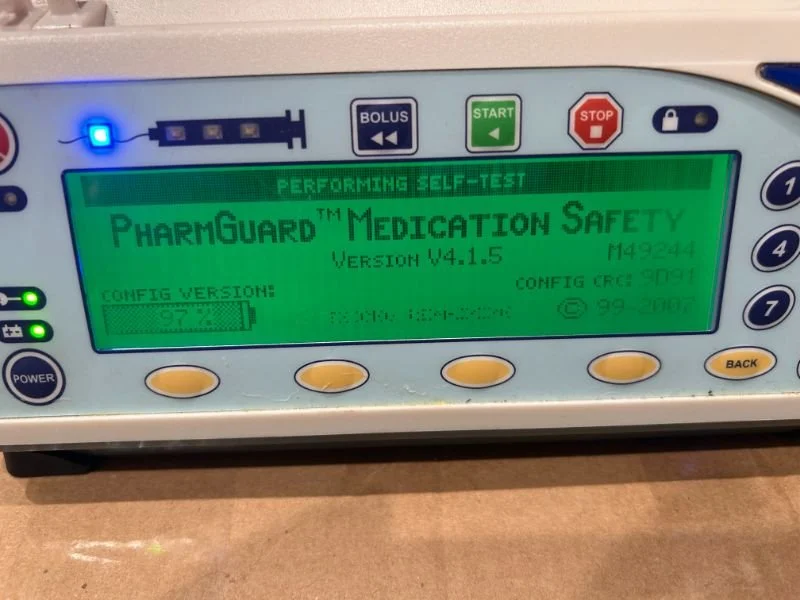 BOLUS
START
STOP
PERFORMING SELF-TEST
PHARMGUARD™ MEDICATION SAFETY
VERSION V4.1.5
M49244
CONFIG VERSION:
CONFIG CRC: 9D91
97 %
© 99-2007
1
4
7
POWER
BACK